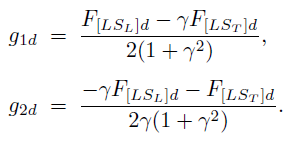 g_{1d} = \frac{F_{[LS_L]d} - \gamma F_{[LS_T]d}}{2(1 + \gamma^2)},
g_{2d} = \frac{-\gamma F_{[LS_L]d} - F_{[LS_T]d}}{2\gamma(1 + \gamma^2)}.